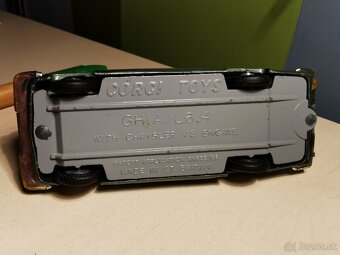 CORGI TOYS
GHIA L6.4
WITH CHRYSLER V8 ENGINE
PATENT APPLICATION
MADE IN GT. BRITAIN
bazos.sk